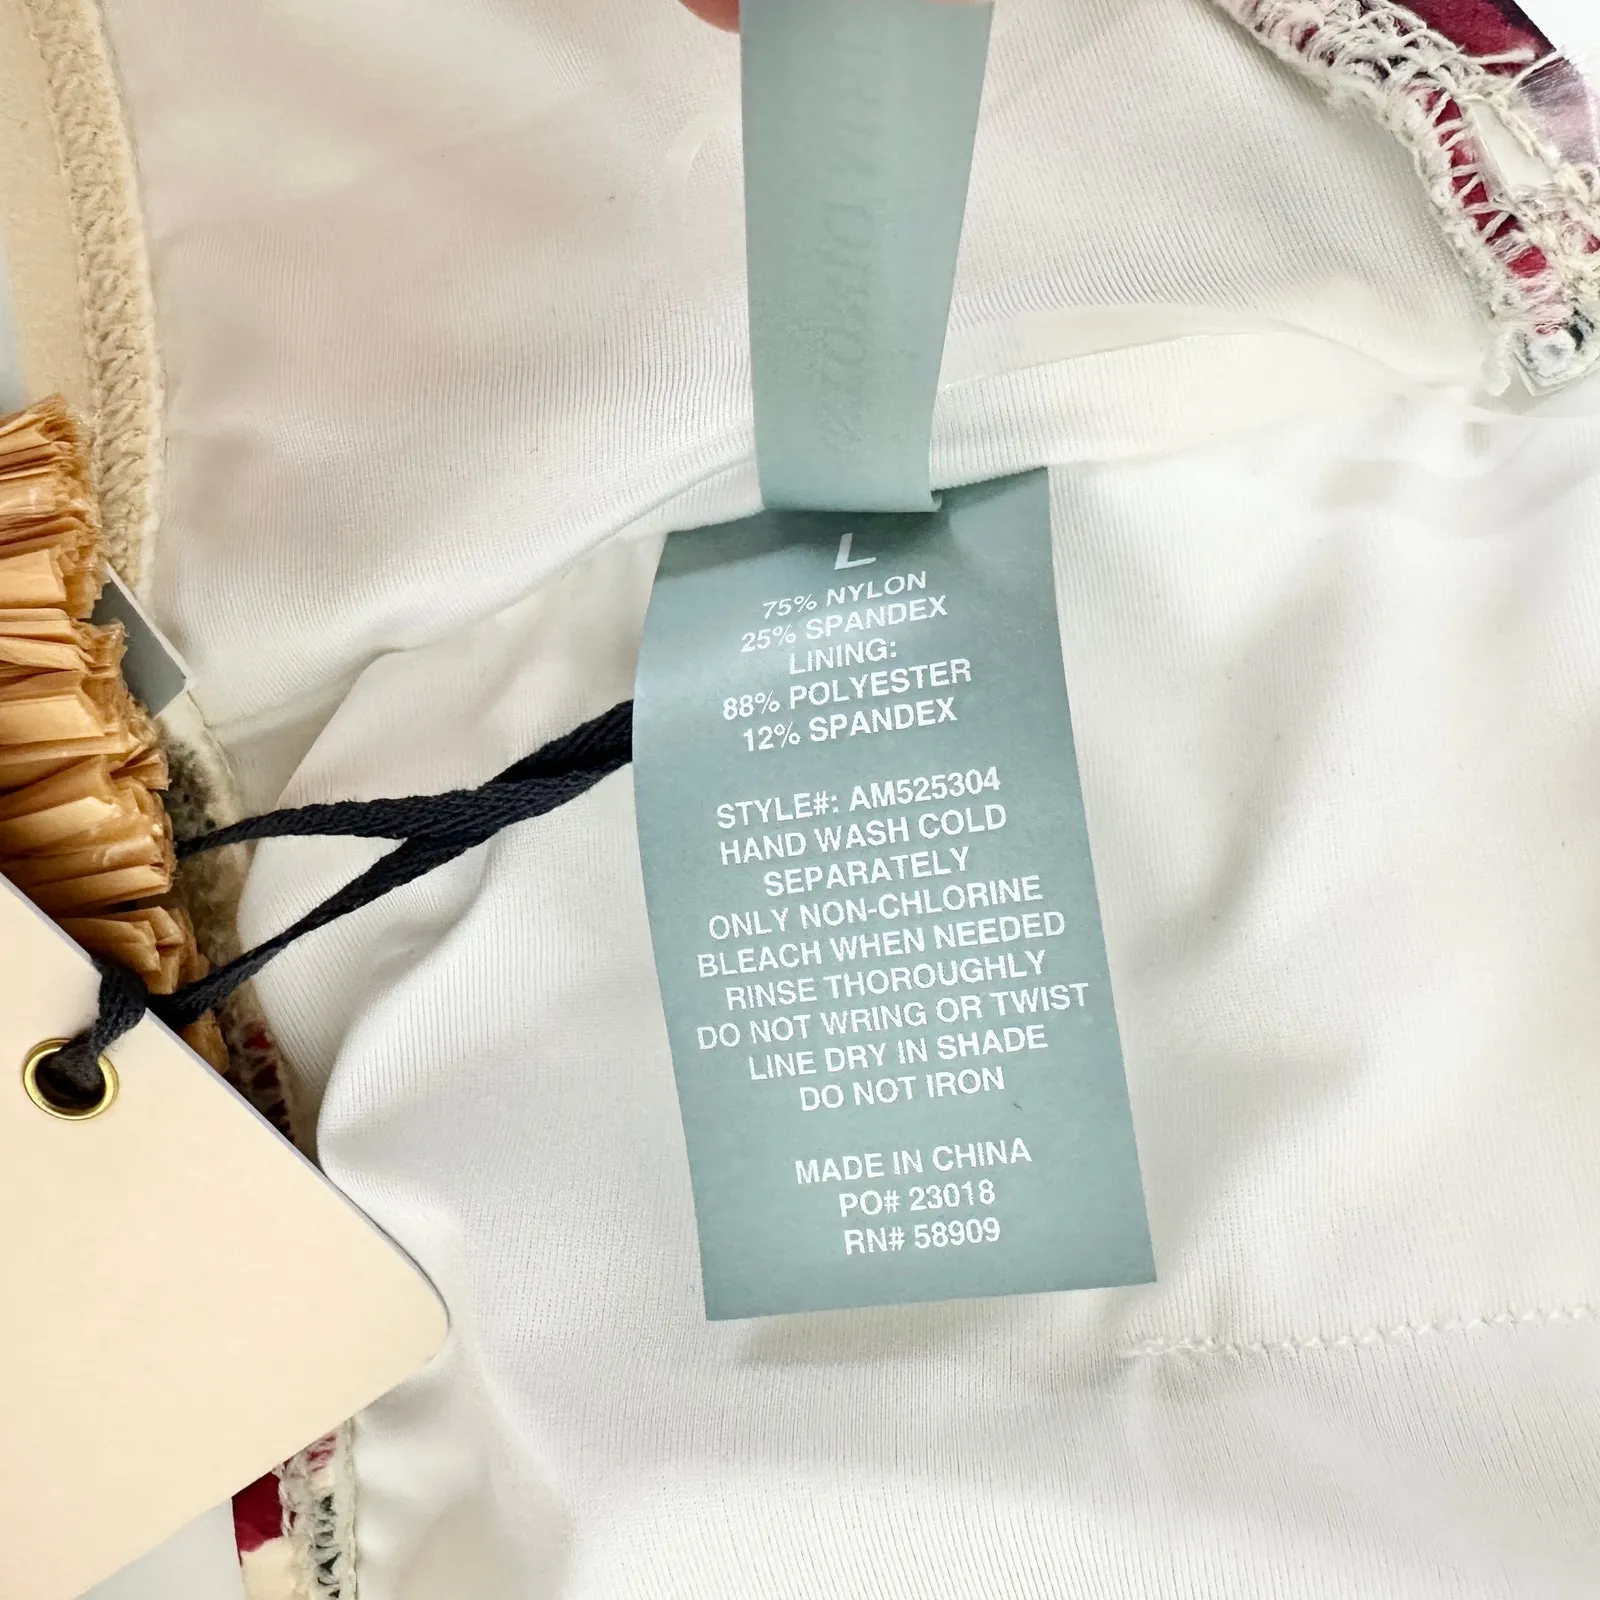 L
75% NYLON
25% SPANDEX
LINING:
88% POLYESTER
12% SPANDEX
STYLE#: AM525304
HAND WASH COLD
SEPARATELY
ONLY NON-CHLORINE
BLEACH WHEN NEEDED
RINSE THOROUGHLY
DO NOT WRING OR TWIST
LINE DRY IN SHADE
DO NOT IRON
MADE IN CHINA
PO# 23018
RN# 58909